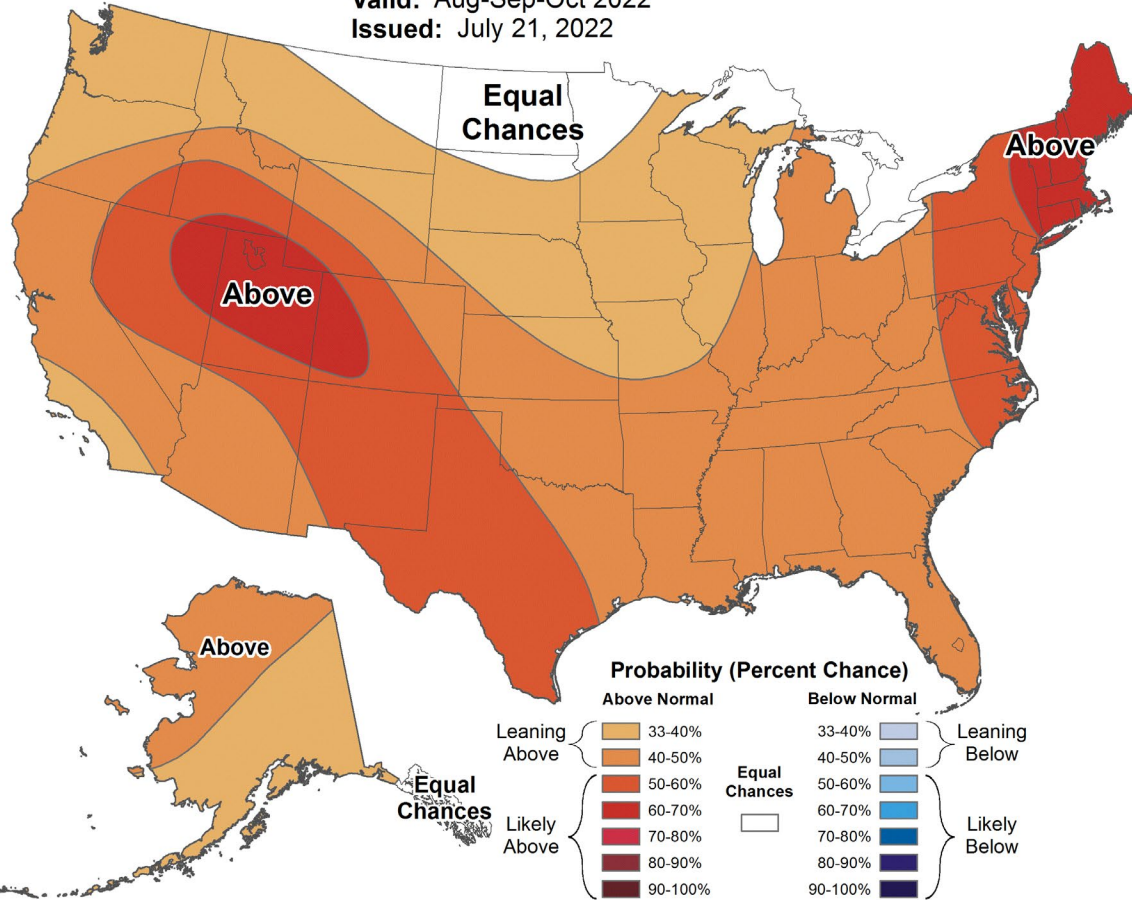 Valid: Aug-Sep-Oct 2022
Issued: July 21, 2022
Equal
Chances
Above
Above
Above
Equal
Chances
Probability (Percent Chance)
Above Normal
Below Normal
Leaning
Above
33-40%
40-50%
50-60%
60-70%
70-80%
80-90%
90-100%
Likely
Above
Equal
Chances
33-40%
40-50%
50-60%
60-70%
70-80%
80-90%
90-100%
Leaning
Below
Likely
Below